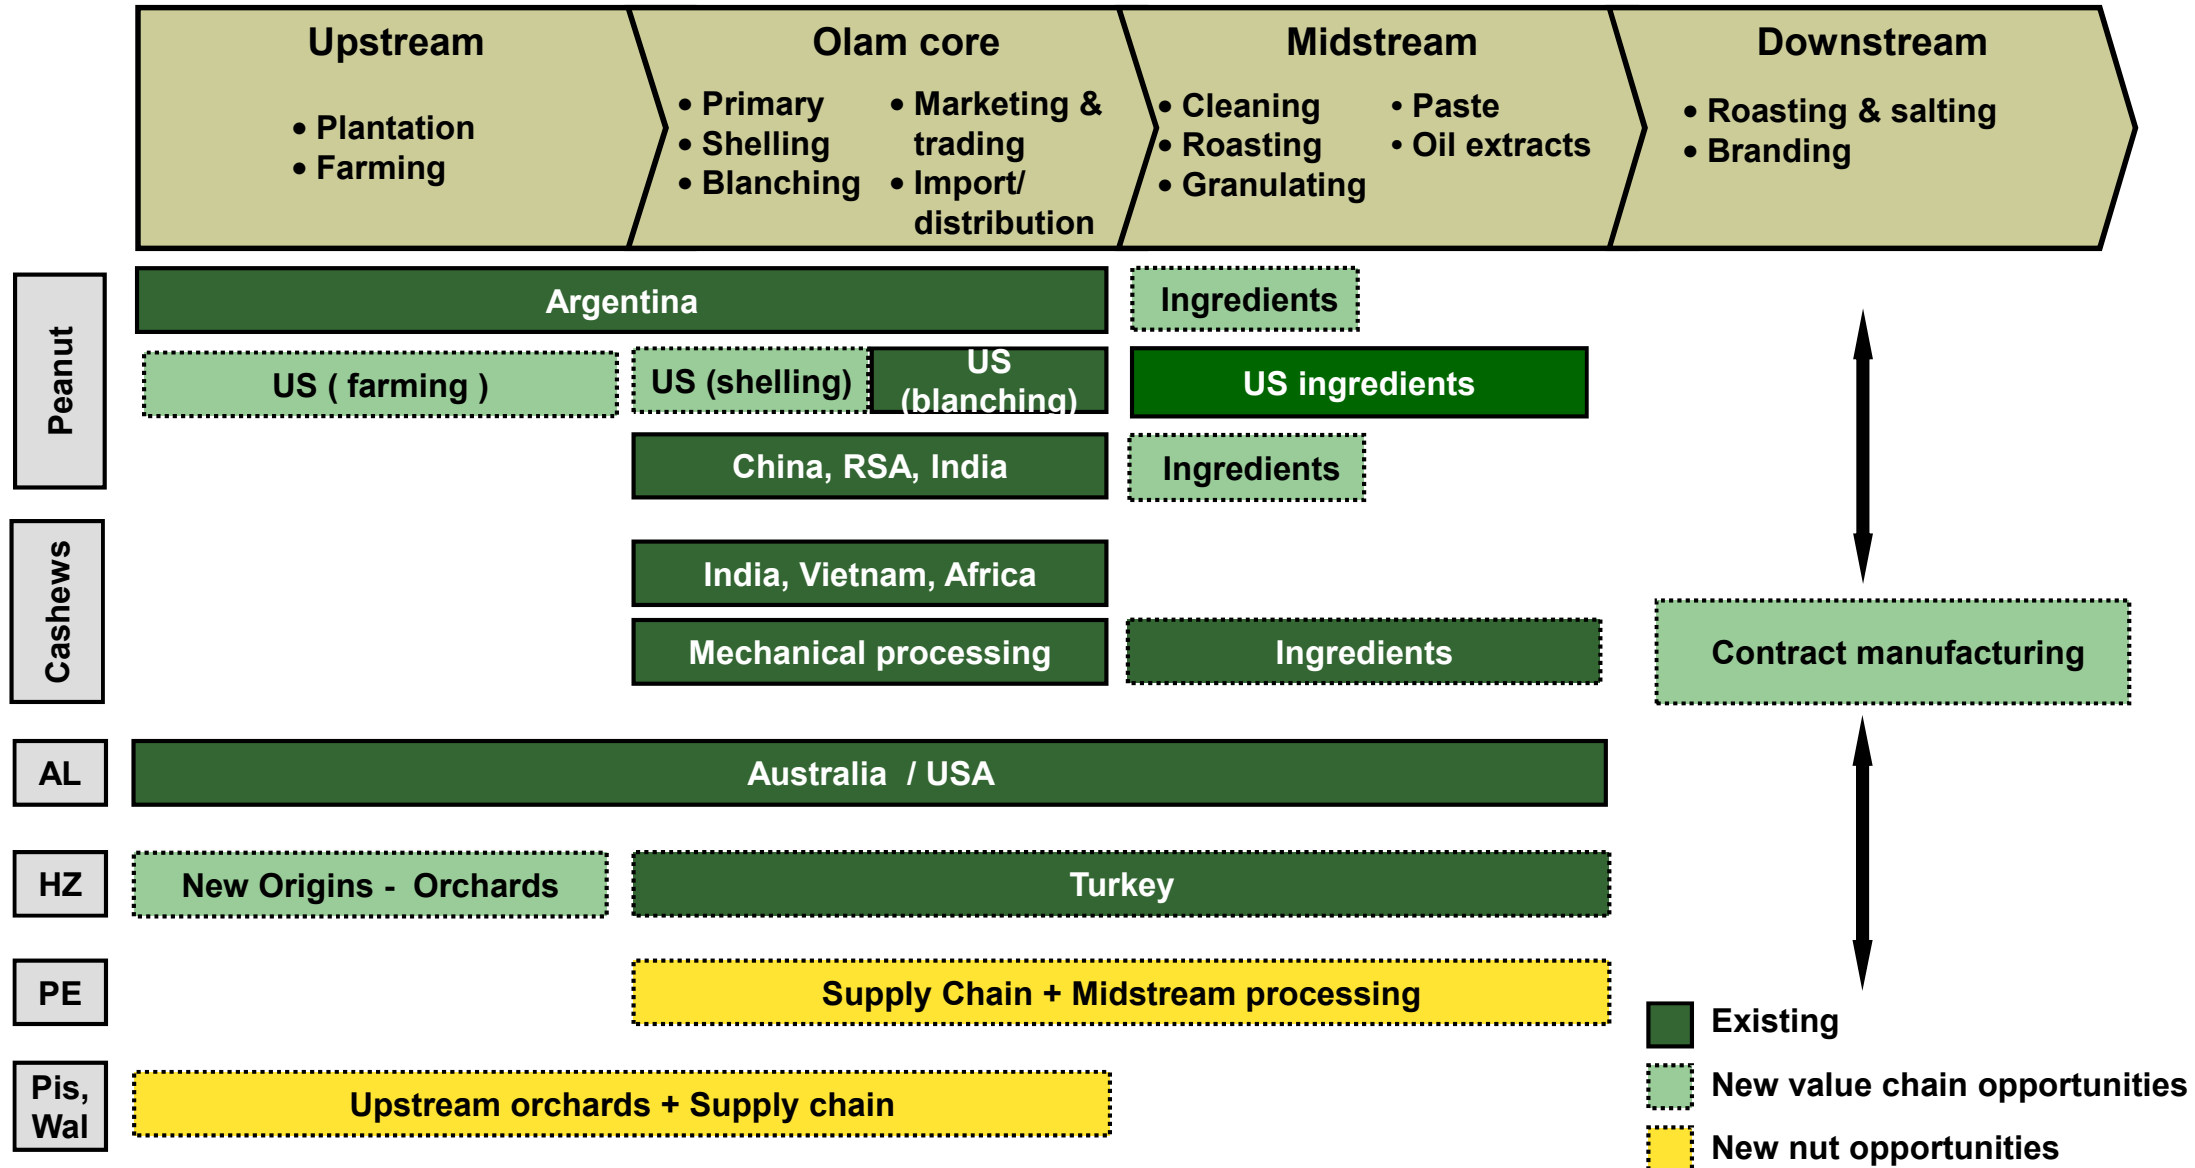 Upstream
• Plantation
• Farming
Olam core
• Primary
• Shelling
• Blanching
• Marketing &
trading
• Import/
distribution
Midstream
• Cleaning
• Roasting
• Granulating
• Paste
• Oil extracts
Downstream
• Roasting & salting
• Branding
Peanut
Argentina
Ingredients
US ( farming )
US (shelling)
US
(blanching)
US ingredients
China, RSA, India
Ingredients
Cashews
India, Vietnam, Africa
Mechanical processing
Ingredients
Contract manufacturing
AL
Australia / USA
HZ
New Origins - Orchards
Turkey
PE
Supply Chain + Midstream processing
Pis,
Wal
Upstream orchards + Supply chain
Existing
New value chain opportunities
New nut opportunities